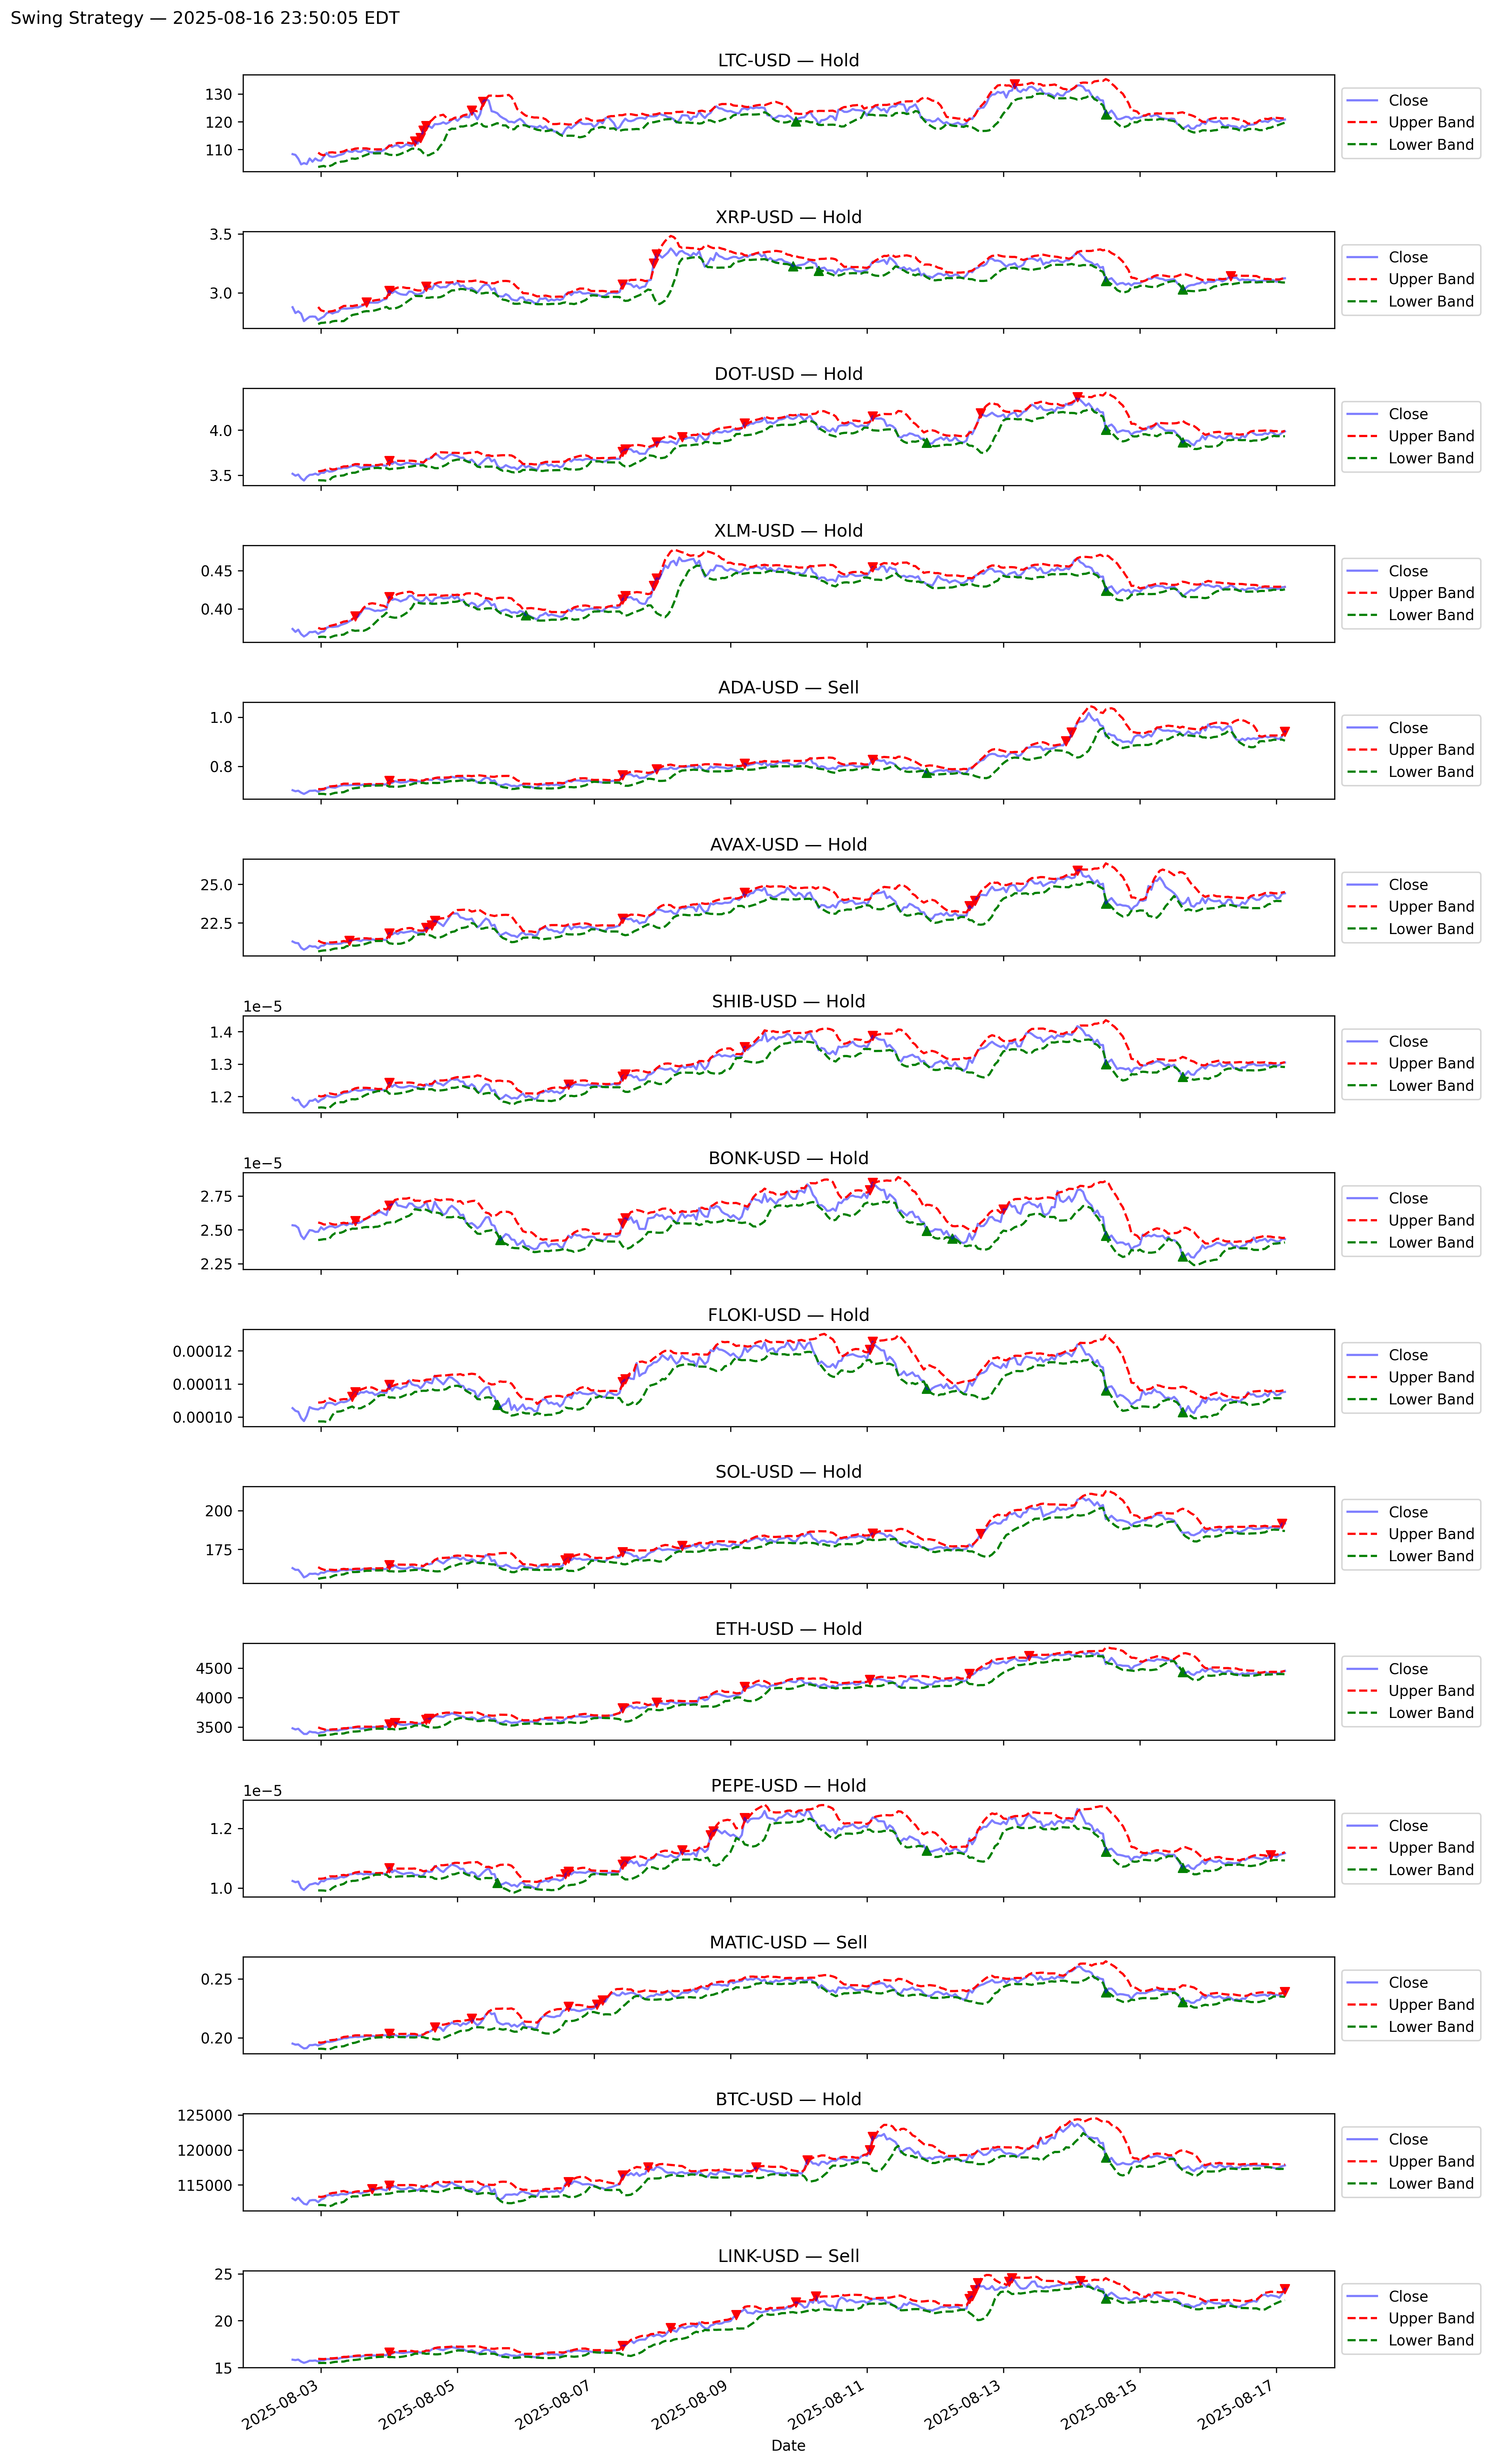 Swing Strategy — 2025-08-16 23:50:05 EDT
LTC-USD — Hold
130
120
110
Close
Upper Band
Lower Band
XRP-USD — Hold
3.5
3.0
Close
Upper Band
Lower Band
DOT-USD — Hold
4.0
3.5
Close
Upper Band
Lower Band
XLM-USD — Hold
0.45
0.40
Close
Upper Band
Lower Band
ADA-USD — Sell
1.0
0.8
Close
Upper Band
Lower Band
AVAX-USD — Hold
25.0
22.5
Close
Upper Band
Lower Band
SHIB-USD — Hold
1e−5
1.4
1.3
1.2
Close
Upper Band
Lower Band
BONK-USD — Hold
1e−5
2.75
2.50
2.25
Close
Upper Band
Lower Band
FLOKI-USD — Hold
0.00012
0.00011
0.00010
Close
Upper Band
Lower Band
SOL-USD — Hold
200
175
Close
Upper Band
Lower Band
ETH-USD — Hold
4500
4000
3500
Close
Upper Band
Lower Band
PEPE-USD — Hold
1e−5
1.2
1.0
Close
Upper Band
Lower Band
MATIC-USD — Sell
0.25
0.20
Close
Upper Band
Lower Band
BTC-USD — Hold
125000
120000
115000
Close
Upper Band
Lower Band
LINK-USD — Sell
25
20
15
Close
Upper Band
Lower Band
2025-08-03
2025-08-05
2025-08-07
2025-08-09
2025-08-11
2025-08-13
2025-08-15
2025-08-17
Date